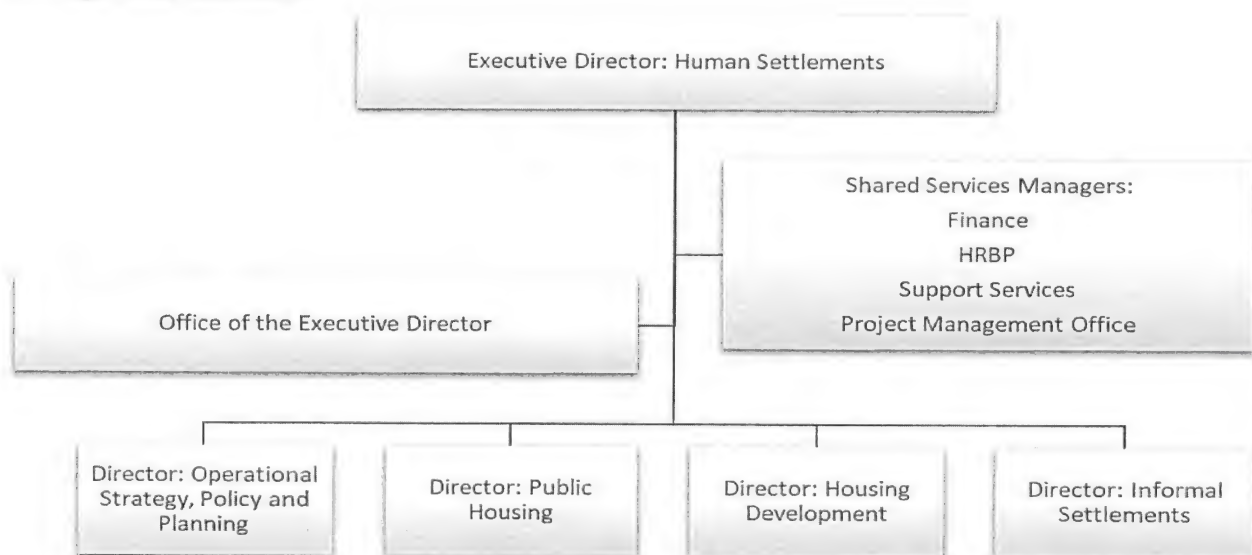 Executive Director: Human Settlements
Shared Services Managers:
Finance
HRBP
Support Services
Project Management Office
Office of the Executive Director
Director: Operational
Strategy, Policy and
Planning
Director: Public
Housing
Director: Housing
Development
Director: Informal
Settlements